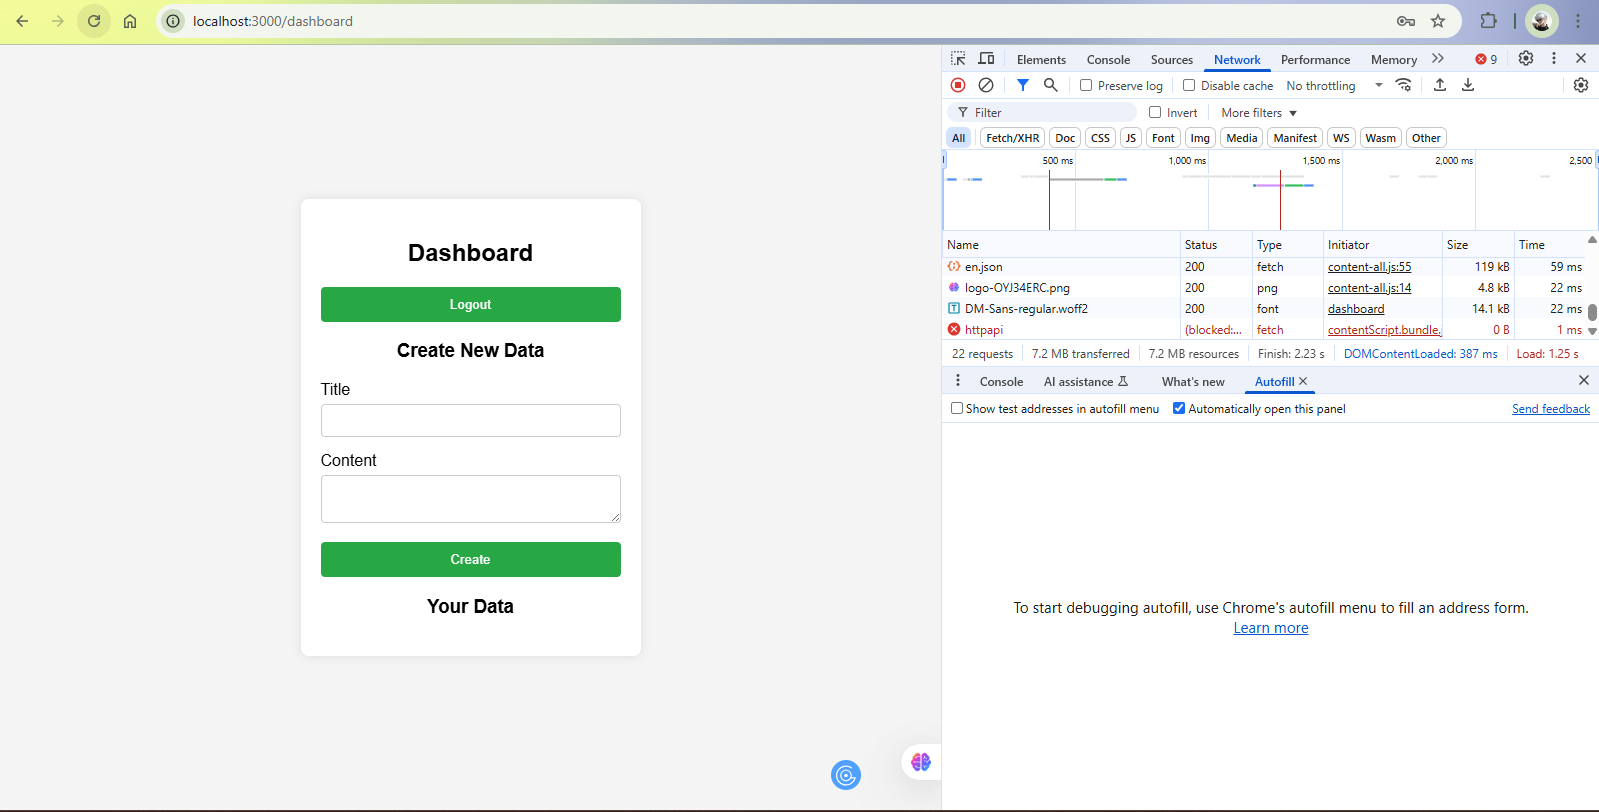 localhost:3000/dashboard
Dashboard
Logout
Create New Data
Title
Content
Create
Your Data
Elements Console Sources Network Performance Memory 9
Preserve log Disable cache No throttling
Filter Invert More filters
All Fetch/XHR Doc CSS JS Font Img Media Manifest WS Wasm Other
500 ms 1,000 ms 1,500 ms 2,000 ms 2,500
Name Status Type Initiator Size Time
en.json 200 fetch content-all.js:55 119 kB 59 ms
logo-OYJ34ERC.png 200 png content-all.js:14 4.8 kB 22 ms
DM-Sans-regular.woff2 200 font dashboard 14.1 kB 22 ms
httpapi (blocked:... fetch contentScript.bundle. 0 B 1 ms
22 requests 7.2 MB transferred 7.2 MB resources Finish: 2.23 s DOMContentLoaded: 387 ms Load: 1.25 s
Console AI assistance What's new Autofill
Show test addresses in autofill menu Automatically open this panel Send feedback
To start debugging autofill, use Chrome's autofill menu to fill an address form.
Learn more